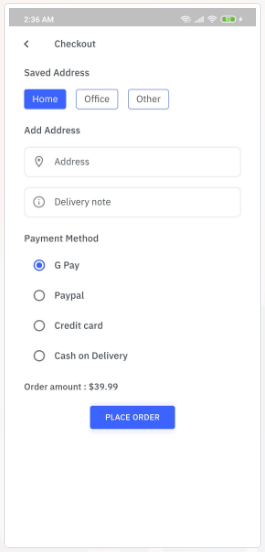 2:36 AM
Checkout
Saved Address
Home Office Other
Add Address
Address
Delivery note
Payment Method
G Pay
Paypal
Credit card
Cash on Delivery
Order amount : $39.99
PLACE ORDER